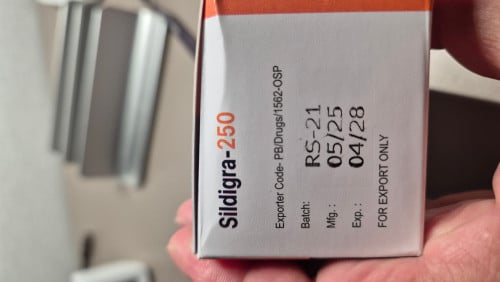 Sildigra-250
Exporter Code- PB/Drugs/1562-OSP
Batch: RS-21
Mfg. : 05/25
Exp. : 04/28
FOR EXPORT ONLY